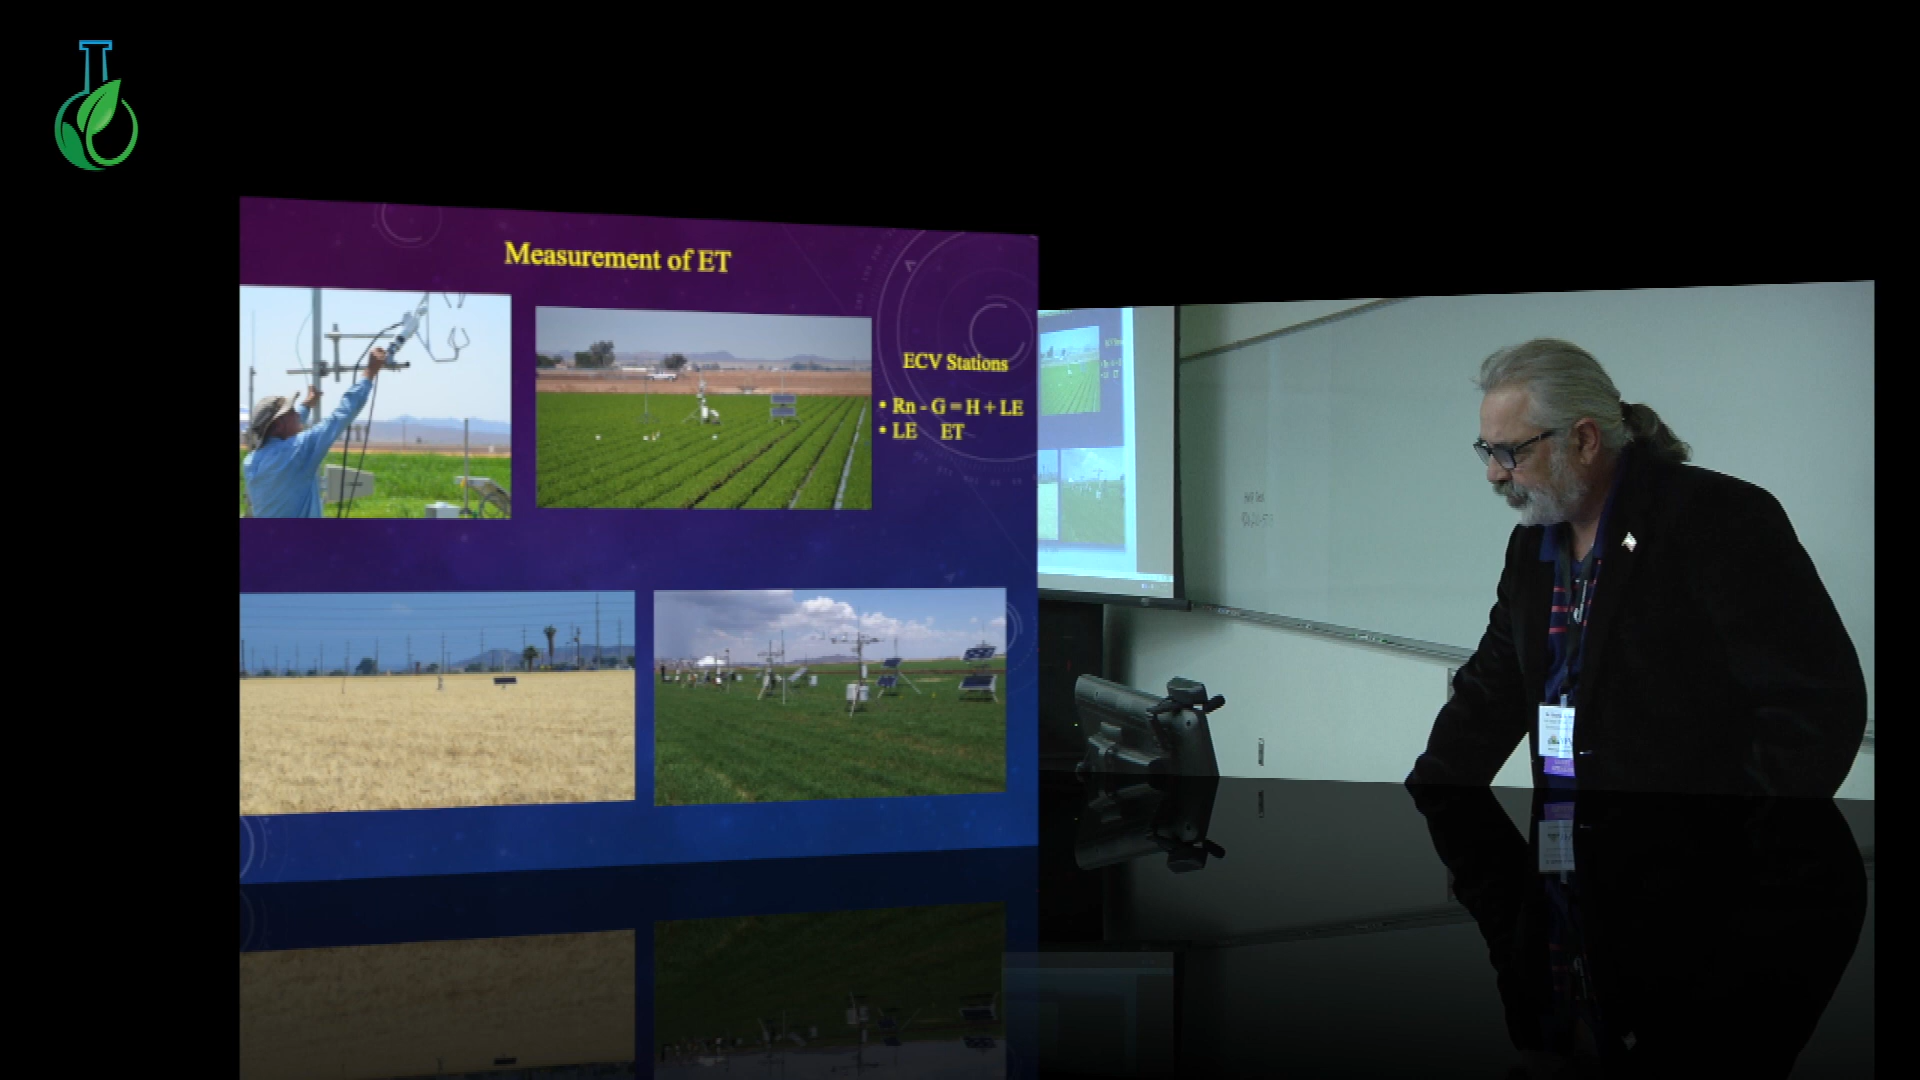 Measurement of ET
ECV Stations
• Rn - G = H + LE
• LE ET